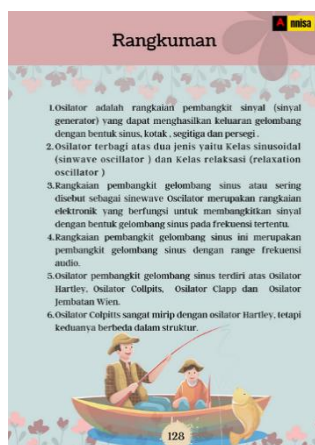 A nnisa
Rangkuman
1.Osilator adalah rangkaian pembangkit sinyal (sinyal
generator) yang dapat menghasilkan keluaran gelombang
dengan bentuk sinus, kotak , segitiga dan persegi .
2.Osilator terbagi atas dua jenis yaitu Kelas sinusoidal
(sinwave oscillator ) dan Kelas relaksasi (relaxation
oscillator )
3.Rangkaian pembangkit gelombang sinus atau sering
disebut sebagai sinewave Oscilator merupakan rangkaian
elektronik yang berfungsi untuk membangkitkan sinyal
dengan bentuk gelombang sinus pada frekuensi tertentu.
4.Rangkaian pembangkit gelombang sinus ini merupakan
pembangkit gelombang sinus dengan range frekuensi
audio.
5.Osilator pembangkit gelombang sinus terdiri atas Osilator
Hartley, Osilator Collpits, Osilator Clapp dan Osilator
Jembatan Wien.
6.Osilator Colpitts sangat mirip dengan osilator Hartley, tetapi
keduanya berbeda dalam struktur.
128